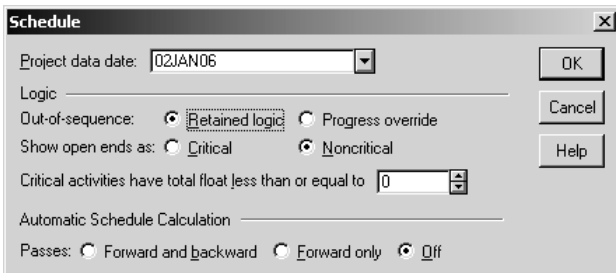 Schedule
Project data date: 02JAN06
OK
Logic
Out-of-sequence: Retained logic Progress override
Cancel
Show open ends as: Critical Noncritical
Help
Critical activities have total float less than or equal to 0
Automatic Schedule Calculation
Passes: Forward and backward Forward only Off